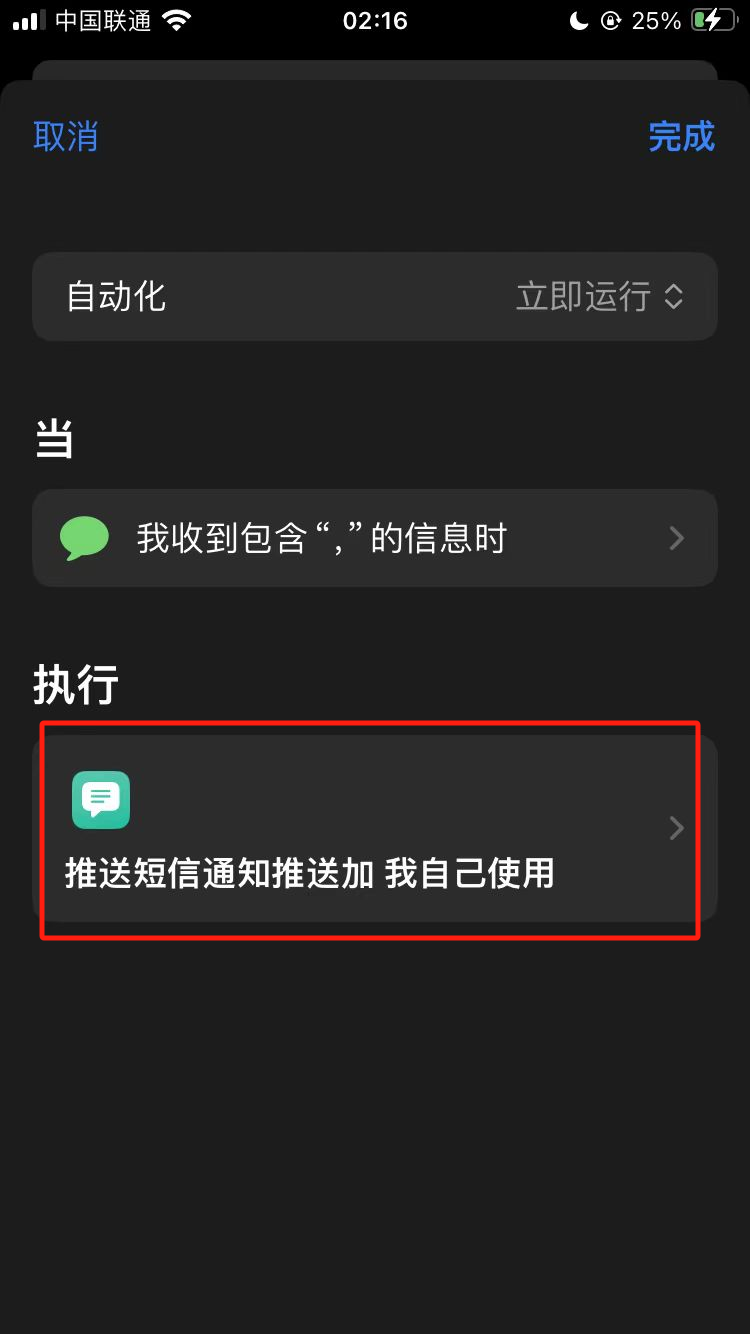 中国联通 02:16 25%
取消 完成
自动化 立即运行
当
我收到包含“,”的信息时
执行
推送短信通知推送加 我自己使用